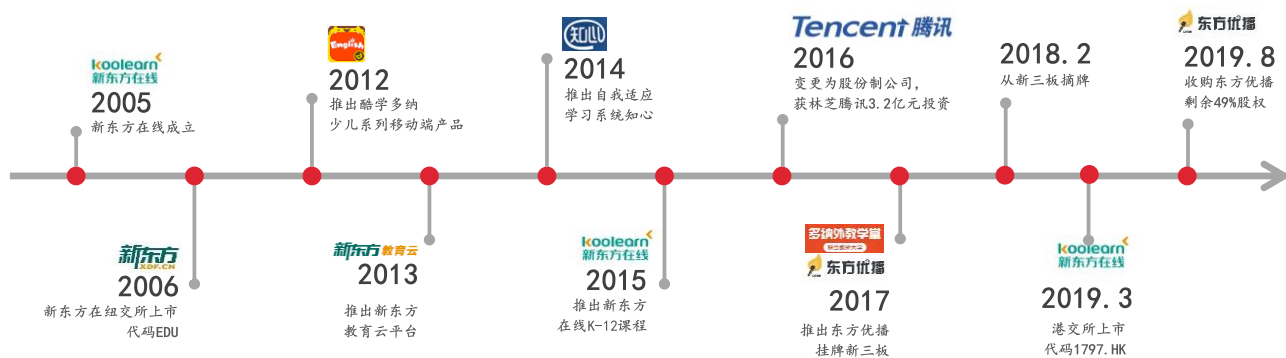 koolearn
新东方在线
2005
新东方在线成立
新东方
XDF.CN
2006
新东方在纽交所上市
代码EDU
English
2012
推出酷学多纳
少儿系列移动端产品
新东方教育云
2013
推出新东方
教育云平台
知心
2014
推出自我适应
学习系统知心
koolearn
新东方在线
2015
推出新东方
在线K-12课程
Tencent 腾讯
2016
变更为股份制公司，
获林芝腾讯3.2亿元投资
多纳外教学堂
东方优播
2017
推出东方优播
挂牌新三板
2018.2
从新三板摘牌
koolearn
新东方在线
2019.3
港交所上市
代码1797.HK
东方优播
2019.8
收购东方优播
剩余49%股权